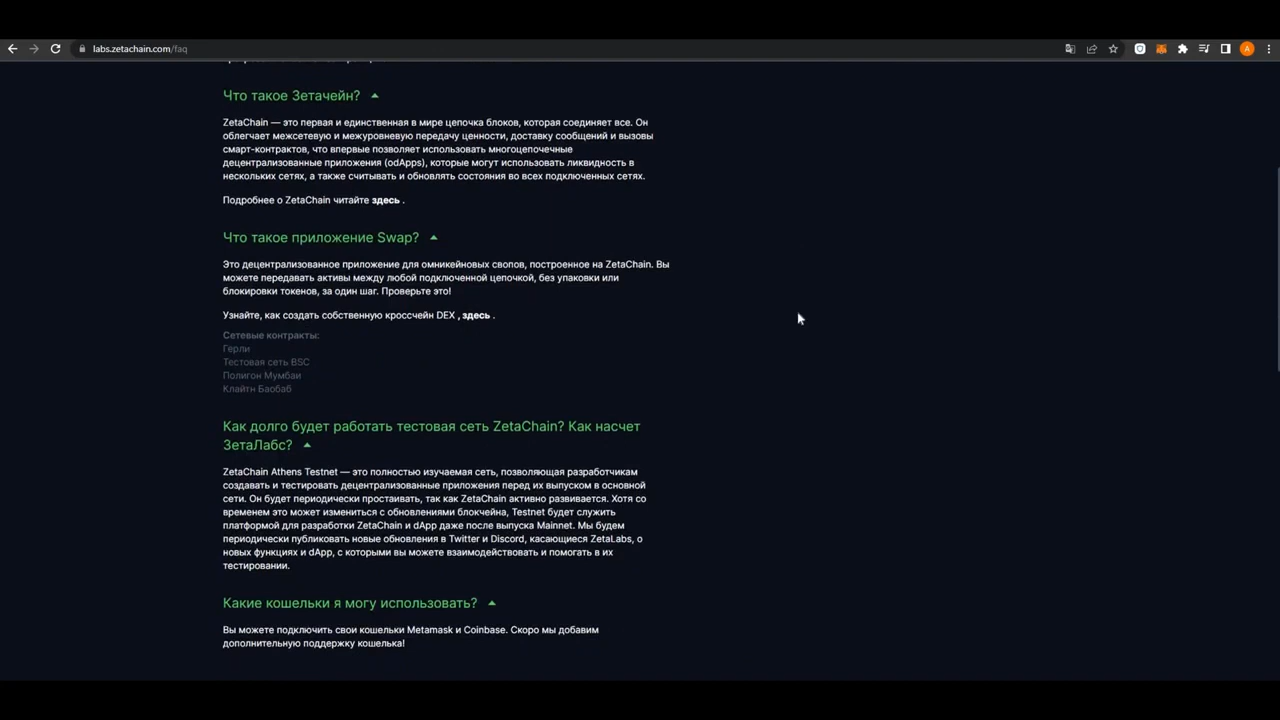 labs.zetachain.com/faq
Что такое Зетачейн?
ZetaChain — это первая и единственная в мире цепочка блоков, которая соединяет все. Он
облегчает межсетевую и межуровневую передачу ценности, доставку сообщений и вызовы
смарт-контрактов, что впервые позволяет использовать многоцепочечные
децентрализованные приложения (odApps), которые могут использовать ликвидность в
нескольких сетях, а также считывать и обновлять состояния во всех подключенных сетях.
Подробнее о ZetaChain читайте здесь .
Что такое приложение Swap?
Это децентрализованное приложение для омникейновых свопов, построенное на ZetaChain. Вы
можете передавать активы между любой подключенной цепочкой, без упаковки или
блокировки токенов, за один шаг. Проверьте это!
Узнайте, как создать собственную кроссчейн DEX , здесь .
Сетевые контракты:
Герли
Тестовая сеть BSC
Полигон Мумбаи
Клайтн Баобаб
Как долго будет работать тестовая сеть ZetaChain? Как насчет
ЗетаЛабс?
ZetaChain Athens Testnet — это полностью изучаемая сеть, позволяющая разработчикам
создавать и тестировать децентрализованные приложения перед их выпуском в основной
сети. Он будет периодически простаивать, так как ZetaChain активно развивается. Хотя со
временем это может измениться с обновлениями блокчейна, Testnet будет служить
платформой для разработки ZetaChain и dApp даже после выпуска Mainnet. Мы будем
периодически публиковать новые обновления в Twitter и Discord, касающиеся ZetaLabs, о
новых функциях и dApp, с которыми вы можете взаимодействовать и помогать в их
тестировании.
Какие кошельки я могу использовать?
Вы можете подключить свои кошельки Metamask и Coinbase. Скоро мы добавим
дополнительную поддержку кошелька!